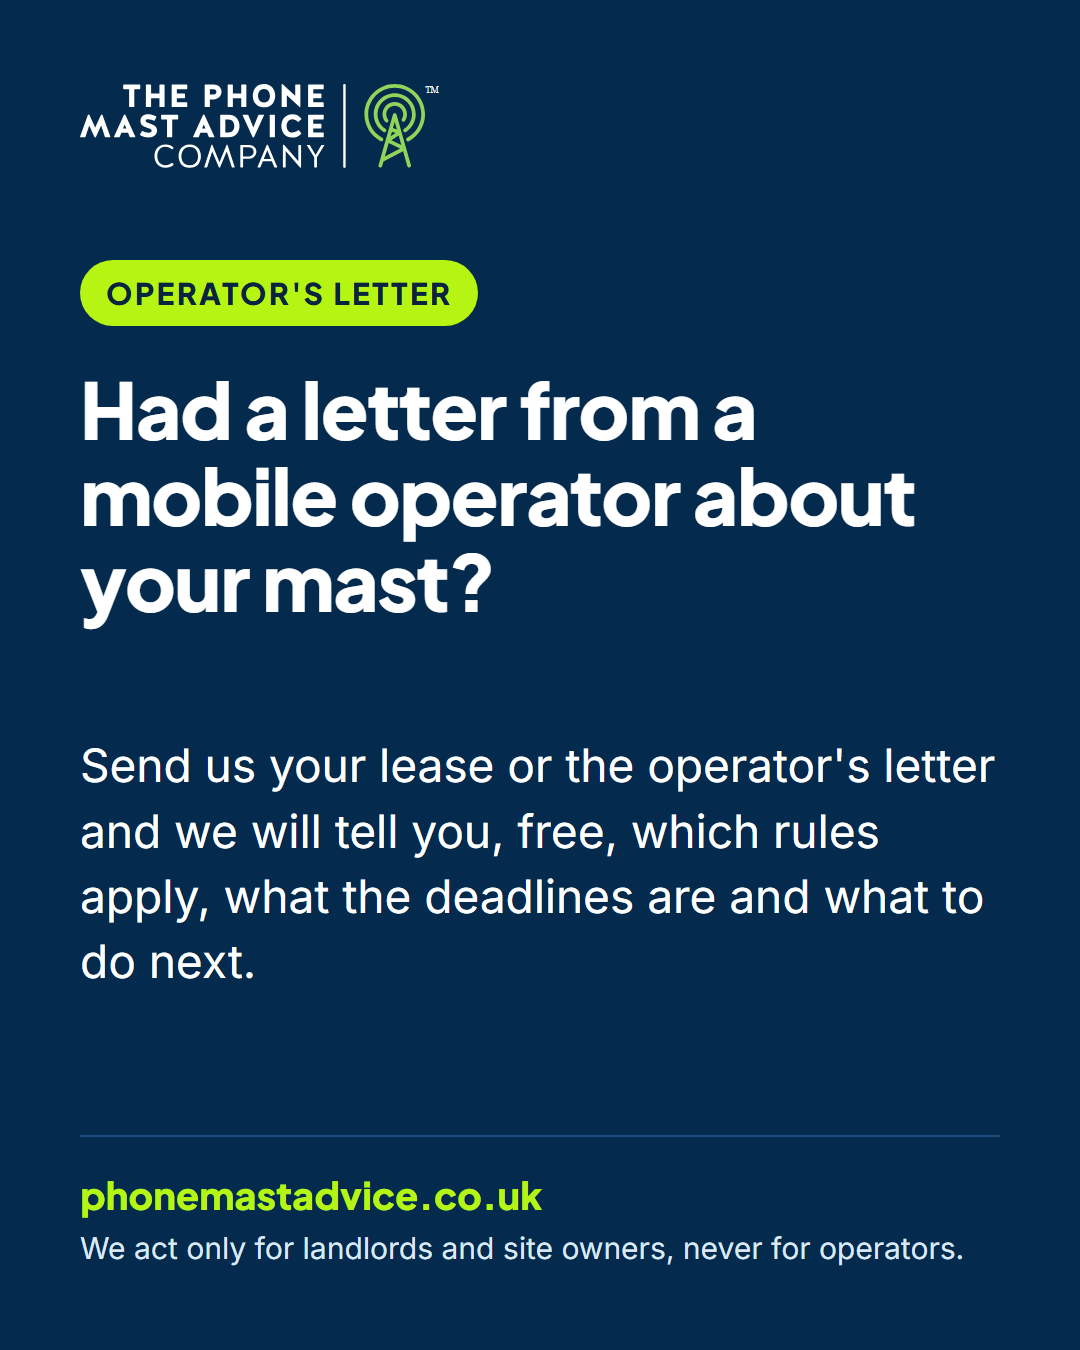 THE PHONE
MAST ADVICE
COMPANY
TM
OPERATOR'S LETTER
Had a letter from a
mobile operator about
your mast?
Send us your lease or the operator's letter
and we will tell you, free, which rules
apply, what the deadlines are and what to
do next.
phonemastadvice.co.uk
We act only for landlords and site owners, never for operators.